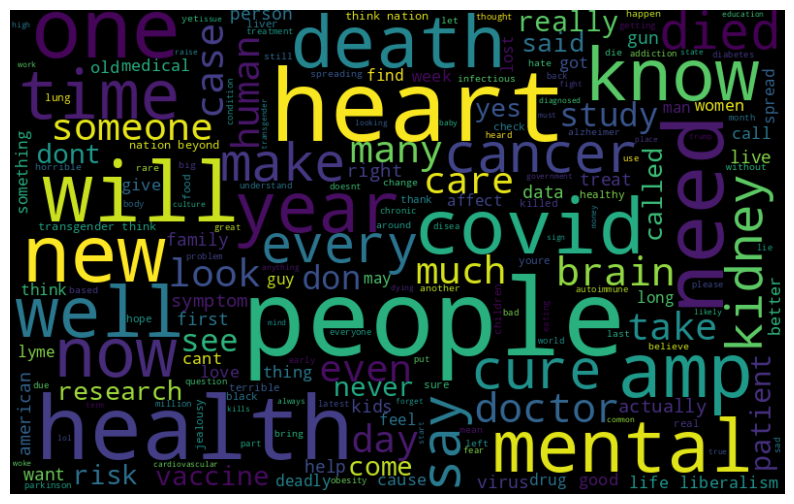 one
time
case
human
person
liver
treatment
still
yet
issue
high
work
old
medical
lung
think nation
lost
find
week
spreading
death
infectious
let
die
hate
thought
addiction
back
fight
really
said
got
yes
happen
getting
education
state
diabetes
gun
died
know
heart
someone
nation beyond
rare
big
horrible
give
body
food
culture
great
something
dont
condition
transgender
looking
baby
many
make
right
check
heard
alzheimer
study
man
women
month
diagnosed
must
place
trump
spread
call
cancer
use
government
without
will
transgender think
family
problem
based
year
understand
doesnt
change
chronic
around
thank
affect
care
data
killed
healthy
treat
live
called
need
lie
money
new
look
every
don
covid
disea
sign
youre
think
symptom
guy
may
another
anything
dying
much
brain
autoimmune
eating
long
kidney
please
likely
better
well
hope
first
see
mind
everyone
people
children
bad
world
last
take
believe
lyme
now
cant
love
thing
early
put
even
cure
amp
american
due
research
question
terrible
black
never
sure
kids
feel
always
forget
doctor
actually
real
patient
common
health
million
jealousy
kills
latest
day
say
start
mean
left
fear
mental
true
sad
lol
part
bring
woke
want
parkinson
risk
cardiovascular
vaccine
help
deadly
obesity
come
cause
virus
drug
good
life liberalism
raise